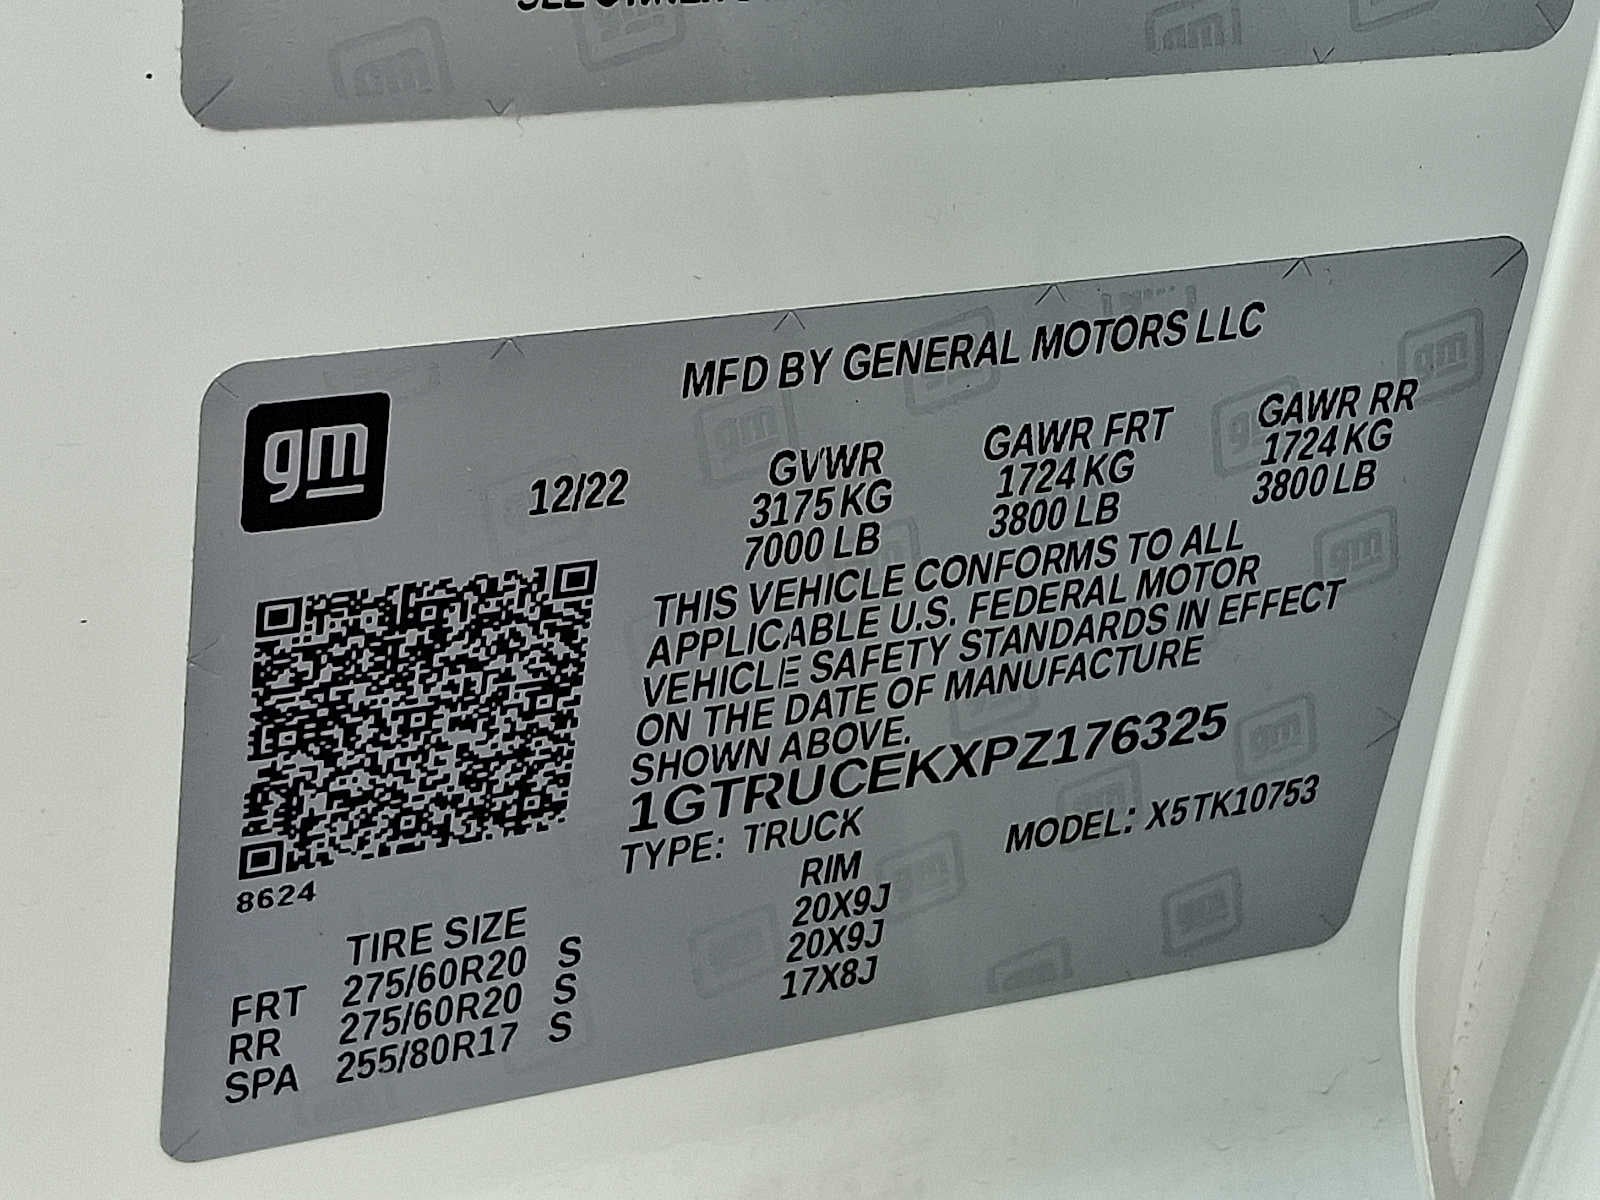 gm
MFD BY GENERAL MOTORS LLC
12/22
GVWR GAWR FRT GAWR RR
3175 KG 1724 KG 1724 KG
7000 LB 3800 LB 3800 LB
THIS VEHICLE CONFORMS TO ALL
APPLICABLE U.S. FEDERAL MOTOR
VEHICLE SAFETY STANDARDS IN EFFECT
ON THE DATE OF MANUFACTURE
SHOWN ABOVE.
1GTRUCEKXPZ176325
TYPE: TRUCK MODEL: X5TK10753
8624
TIRE SIZE RIM
FRT 275/60R20 S 20X9J
RR 275/60R20 S 20X9J
SPA 255/80R17 S 17X8J